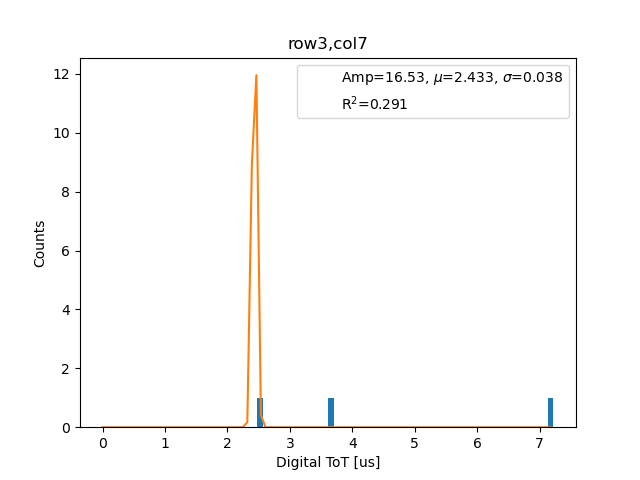 row3,col7
Amp=16.53, μ=2.433, σ=0.038
R²=0.291
Counts
12
10
8
6
4
2
0
0 1 2 3 4 5 6 7
Digital ToT [us]